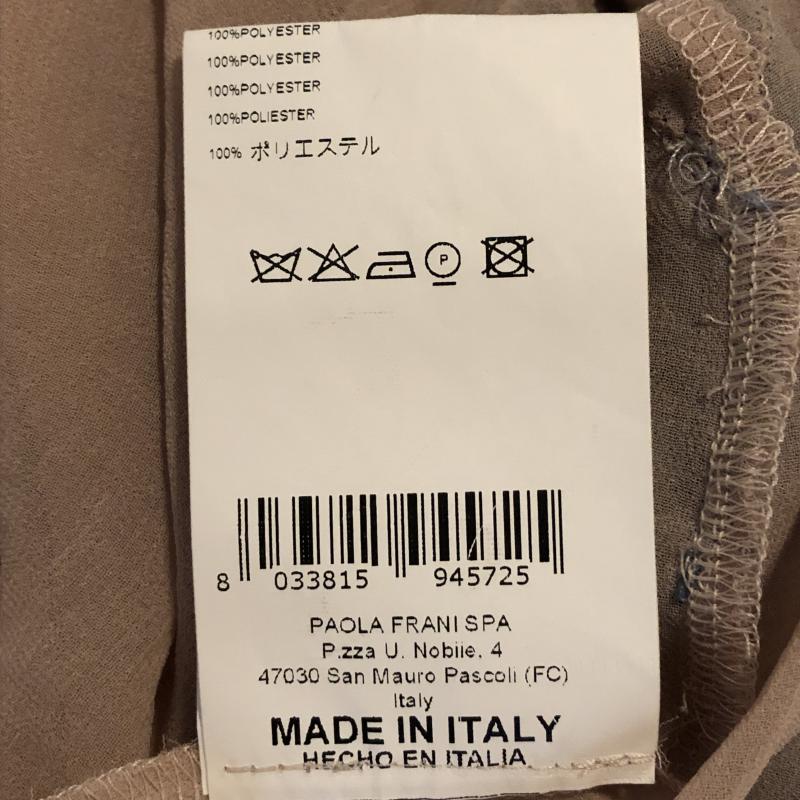 100%POLYESTER
100%POLYESTER
100%POLYESTER
100%POLIESTER
100% ポリエステル
P
8 033815 945725
PAOLA FRANI SPA
P.zza U. Nobile, 4
47030 San Mauro Pascoli (FC)
Italy
MADE IN ITALY
HECHO EN ITALIA